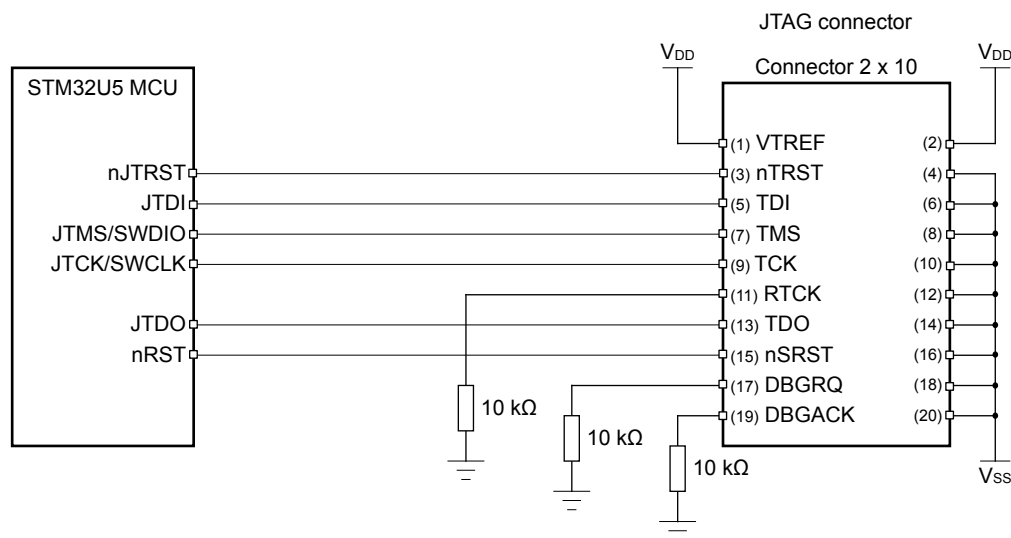 JTAG connector
VDD
VDD
Connector 2 x 10
STM32U5 MCU
(1) VTREF
(2)
nJTRST
(3) nTRST
(4)
JTDI
(5) TDI
(6)
JTMS/SWDIO
(7) TMS
(8)
JTCK/SWCLK
(9) TCK
(10)
(11) RTCK
(12)
JTDO
(13) TDO
(14)
nRST
(15) nSRST
(16)
(17) DBGRQ
(18)
10 kΩ
(19) DBGACK
(20)
10 kΩ
10 kΩ
VSS